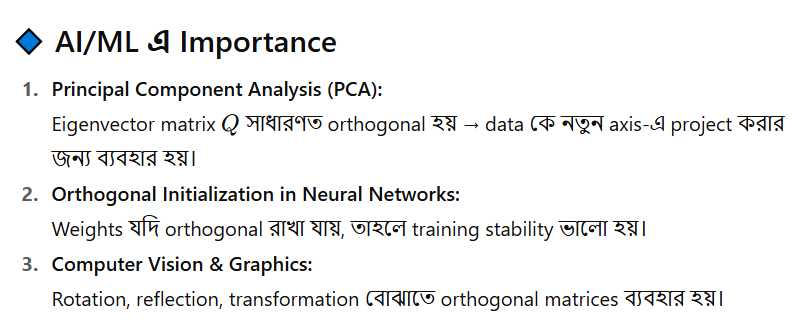 AI/ML এ Importance
1. Principal Component Analysis (PCA):
Eigenvector matrix Q সাধারণত orthogonal হয় → data কে নতুন axis-এ project করার
জন্য ব্যবহার হয়।
2. Orthogonal Initialization in Neural Networks:
Weights যদি orthogonal রাখা যায়, তাহলে training stability ভালো হয়।
3. Computer Vision & Graphics:
Rotation, reflection, transformation বোঝাতে orthogonal matrices ব্যবহার হয়।